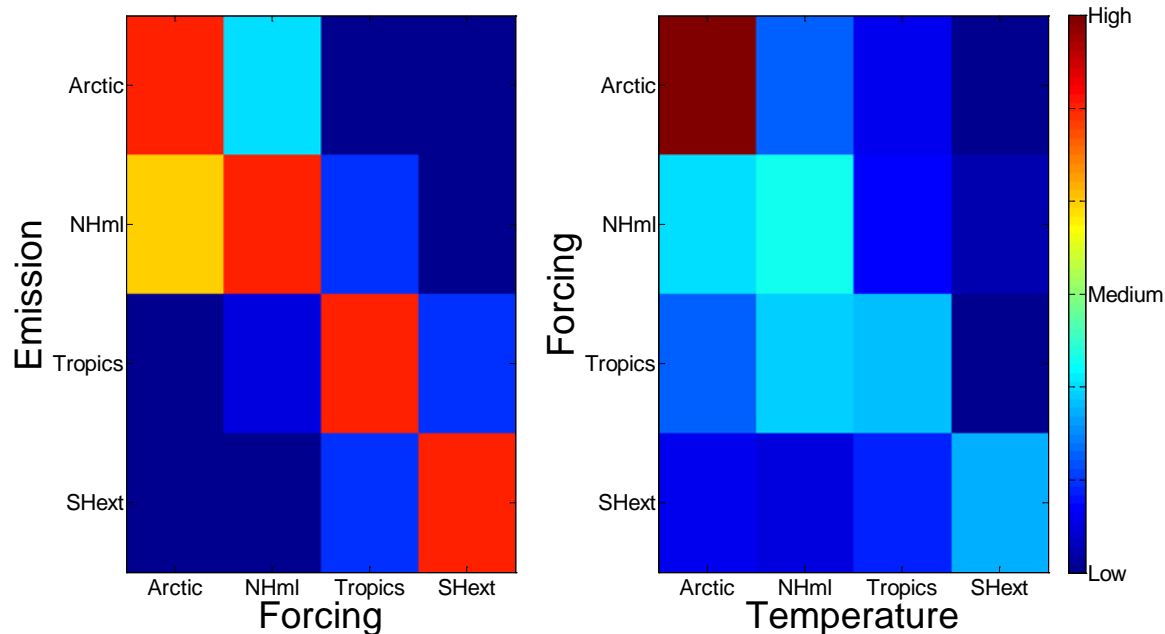 Emission
Arctic
NHml
Tropics
SHext
Arctic NHml Tropics SHext
Forcing
Forcing
Arctic
NHml
Tropics
SHext
Arctic NHml Tropics SHext
Temperature
High
Medium
Low